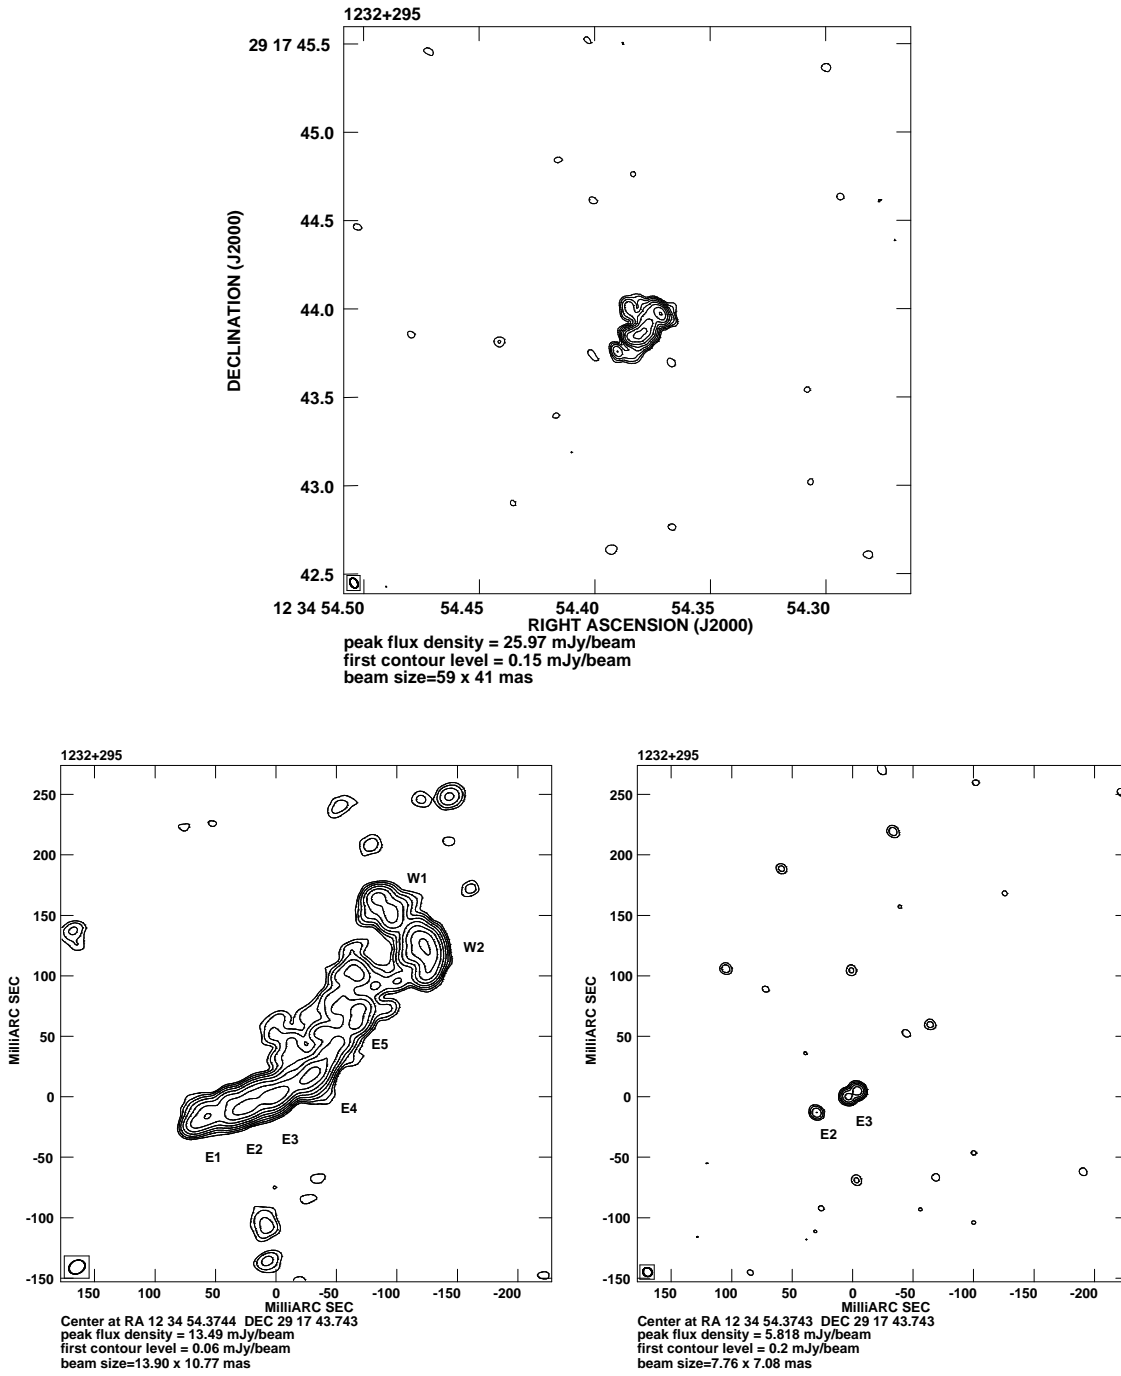 1232+295
29 17 45.5
45.0
44.5
44.0
43.5
43.0
42.5
DECLINATION (J2000)
12 34 54.50 54.45 54.40 54.35 54.30
RIGHT ASCENSION (J2000)
peak flux density = 25.97 mJy/beam
first contour level = 0.15 mJy/beam
beam size=59 x 41 mas
1232+295
250
200
150
100
50
0
-50
-100
-150
MilliARC SEC
W1
W2
E5
E4
E3
E2
E1
150 100 50 0 -50 -100 -150 -200
MilliARC SEC
Center at RA 12 34 54.3744 DEC 29 17 43.743
peak flux density = 13.49 mJy/beam
first contour level = 0.06 mJy/beam
beam size=13.90 x 10.77 mas
1232+295
250
200
150
100
50
0
-50
-100
-150
MilliARC SEC
E3
E2
150 100 50 0 -50 -100 -150 -200
MilliARC SEC
Center at RA 12 34 54.3743 DEC 29 17 43.743
peak flux density = 5.818 mJy/beam
first contour level = 0.2 mJy/beam
beam size=7.76 x 7.08 mas